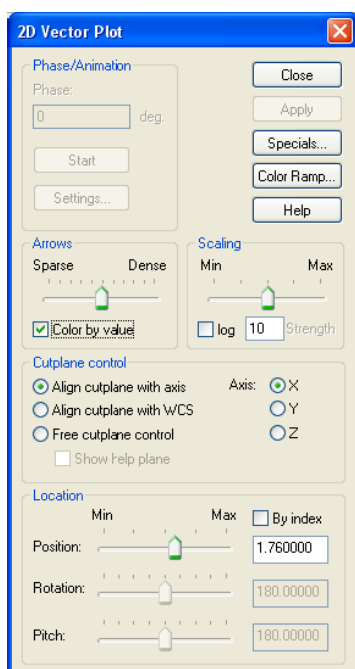 2D Vector Plot
Phase/Animation
Phase:
0 deg.
Start
Settings...
Close
Apply
Specials...
Color Ramp...
Help
Arrows
Sparse Dense
Color by value
Scaling
Min Max
log 10 Strength
Cutplane control
Align cutplane with axis
Align cutplane with WCS
Free cutplane control
Show help plane
Axis: X
Y
Z
Location
Min Max By index
Position: 1.760000
Rotation: 180.00000
Pitch: 180.00000